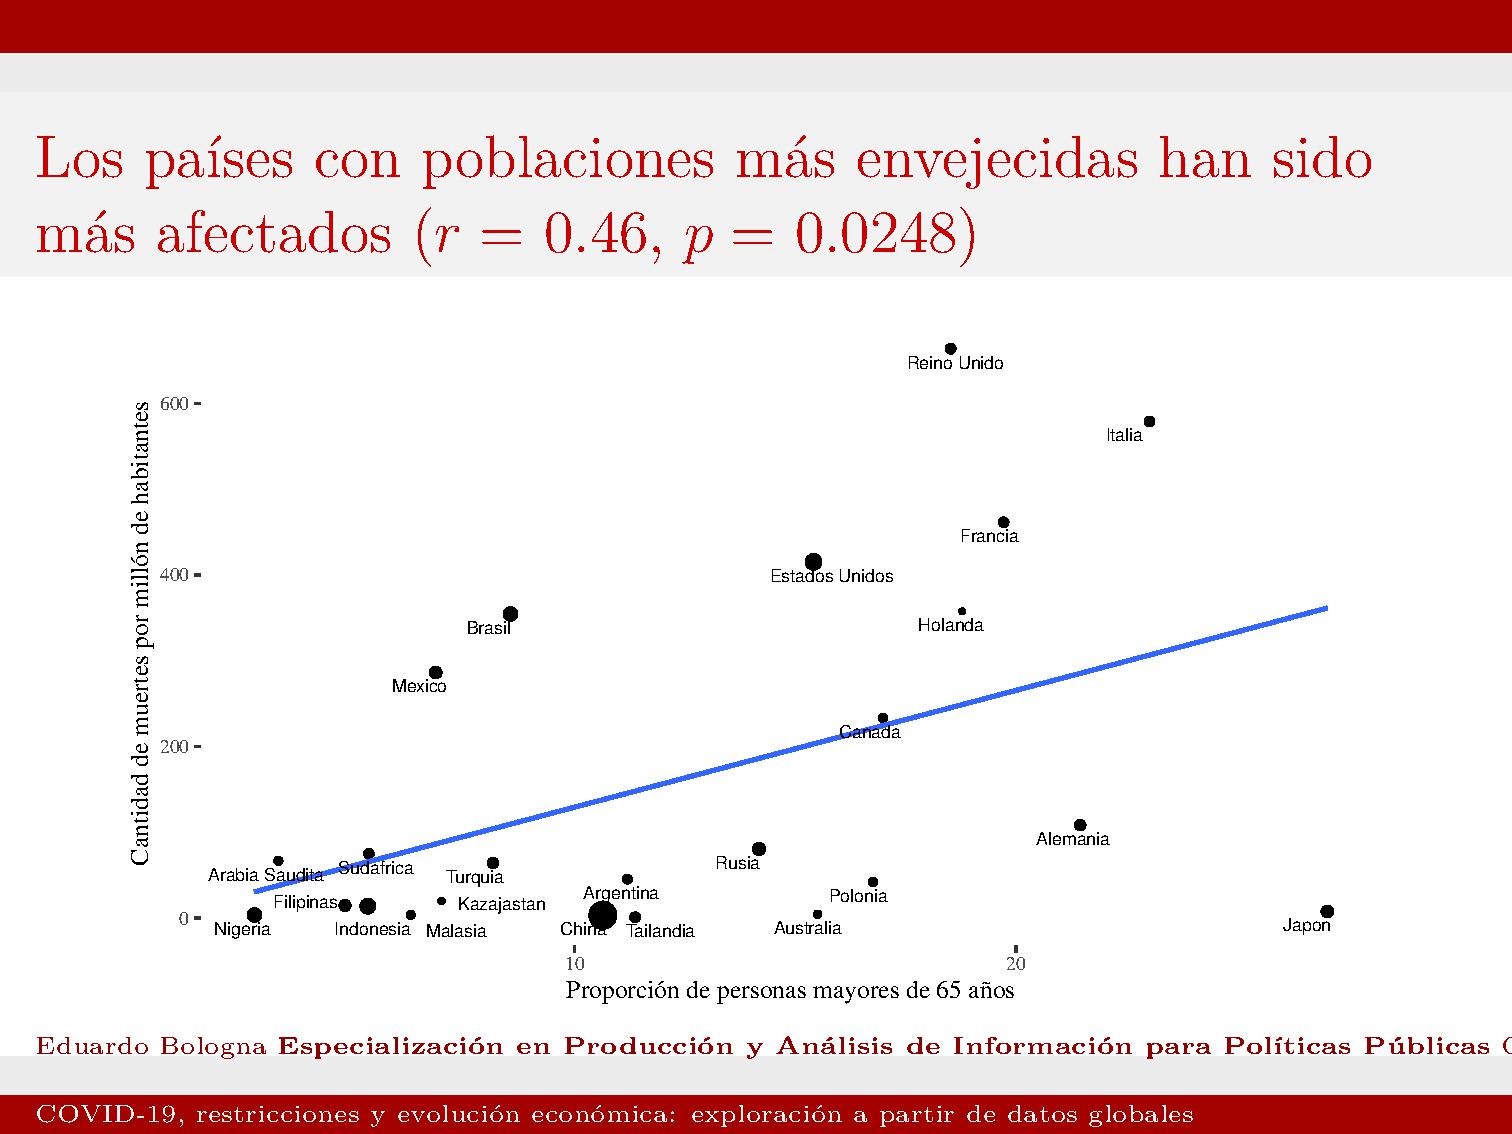 Los países con poblaciones más envejecidas han sido
más afectados (r = 0.46, p = 0.0248)
Cantidad de muertes por millón de habitantes
600
400
200
0
Reino Unido
Italia
Francia
Estados Unidos
Holanda
Brasil
Mexico
Canada
Alemania
Arabia Saudita
Sudafrica
Turquia
Rusia
Filipinas
Kazajastan
Argentina
Polonia
Nigeria
Indonesia
Malasia
China
Tailandia
Australia
Japon
10
20
Proporción de personas mayores de 65 años
Eduardo Bologna Especialización en Producción y Análisis de Información para Políticas Públicas
COVID-19, restricciones y evolución económica: exploración a partir de datos globales